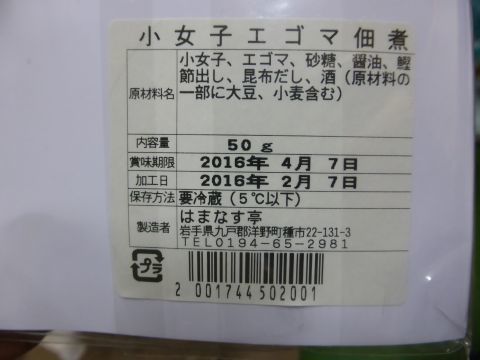 小女子エゴマ佃煮
原材料名
小女子、エゴマ、砂糖、醤油、鰹
節出し、昆布だし、酒（原材料の
一部に大豆、小麦含む）
内容量 50g
賞味期限 2016年 4月 7日
加工日 2016年 2月 7日
保存方法 要冷蔵（5℃以下）
製造者
はまなす亭
岩手県九戸郡洋野町種市22-131-3
TEL0194-65-2981
プラ
2 001744502001